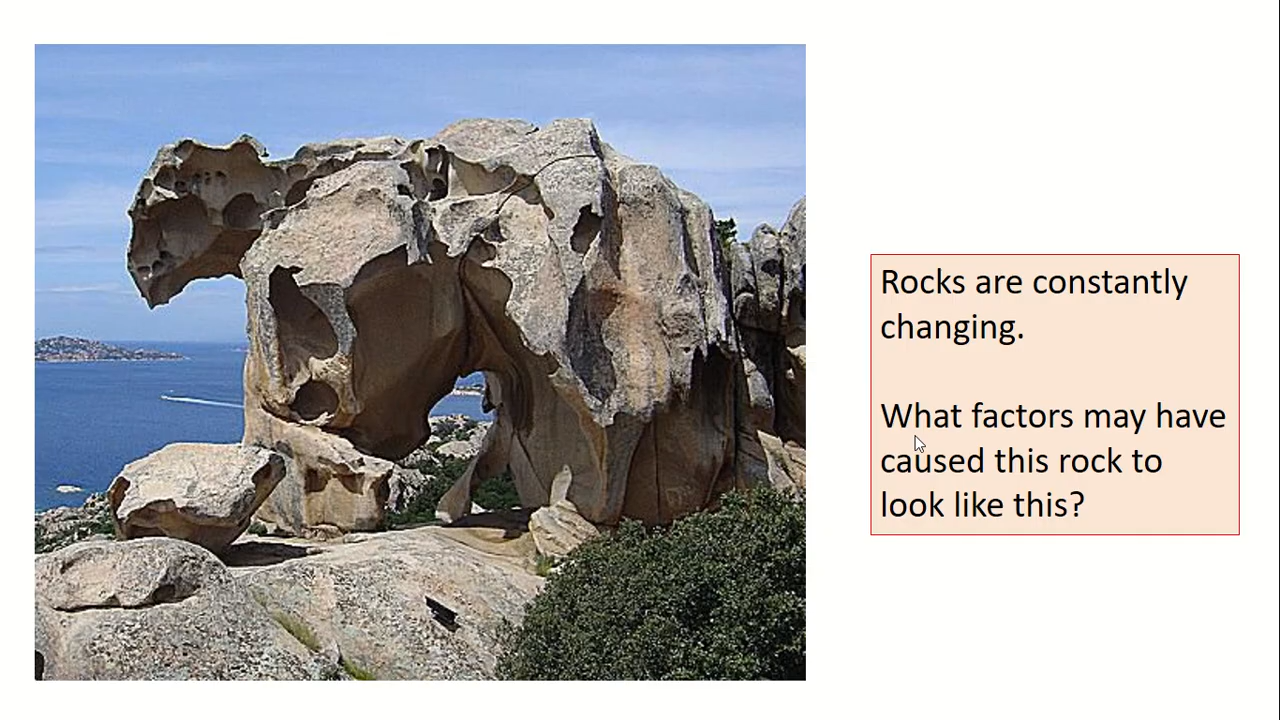 Rocks are constantly
changing.
What factors may have
caused this rock to
look like this?